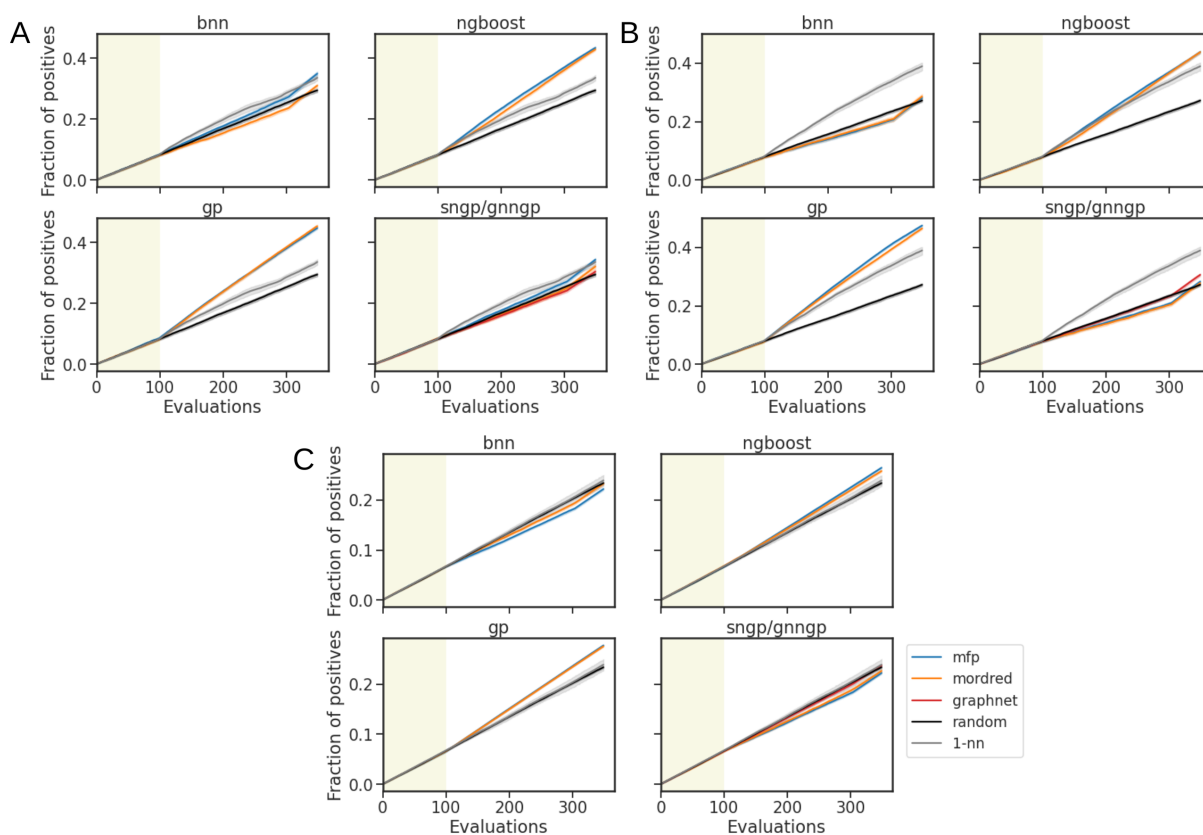 A
bnn
ngboost
Fraction of positives
0.4
0.2
0.0
gp
sngp/gnngp
Fraction of positives
0.4
0.2
0.0
0
100
200
300
Evaluations
0
100
200
300
Evaluations
B
bnn
ngboost
Fraction of positives
0.4
0.2
0.0
gp
sngp/gnngp
Fraction of positives
0.4
0.2
0.0
0
100
200
300
Evaluations
0
100
200
300
Evaluations
C
bnn
ngboost
Fraction of positives
0.2
0.1
0.0
gp
sngp/gnngp
Fraction of positives
0.2
0.1
0.0
0
100
200
300
Evaluations
0
100
200
300
Evaluations
mfp
mordred
graphnet
random
1-nn